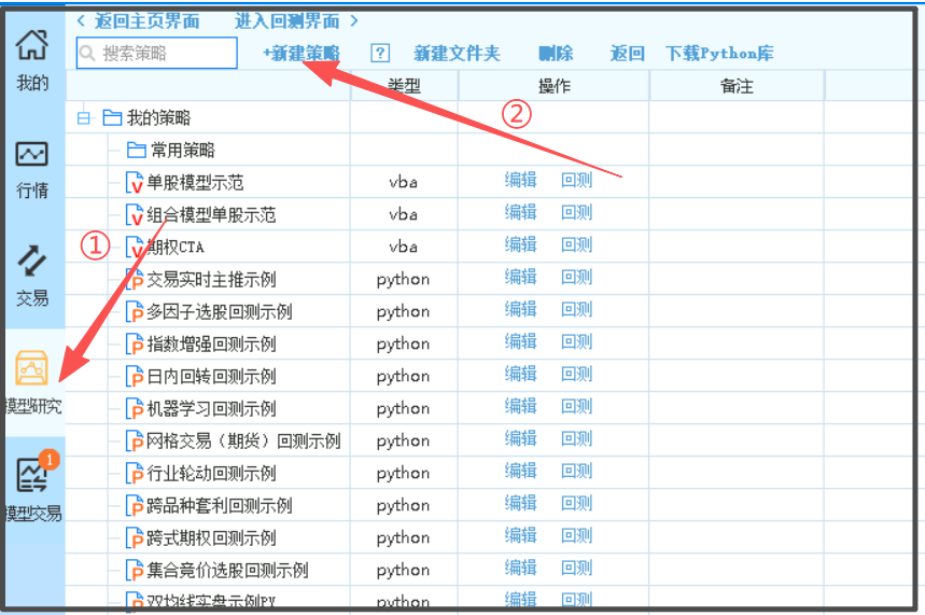 < 返回主页界面 进入回测界面 >
搜索策略 +新建策略 ? 新建文件夹 删除 返回 下载Python库
类型 操作 备注
我的
行情
交易
模型研究
1
模型交易
①
②
我的策略
常用策略
单股模型示范 vba 编辑 回测
组合模型单股示范 vba 编辑 回测
期权CTA vba 编辑 回测
交易实时主推示例 python 编辑 回测
多因子选股回测示例 python 编辑 回测
指数增强回测示例 python 编辑 回测
日内回转回测示例 python 编辑 回测
机器学习回测示例 python 编辑 回测
网格交易（期货）回测示例 python 编辑 回测
行业轮动回测示例 python 编辑 回测
跨品种套利回测示例 python 编辑 回测
跨式期权回测示例 python 编辑 回测
集合竞价选股回测示例 python 编辑 回测
双均线实盘示例PY python 编辑 回测